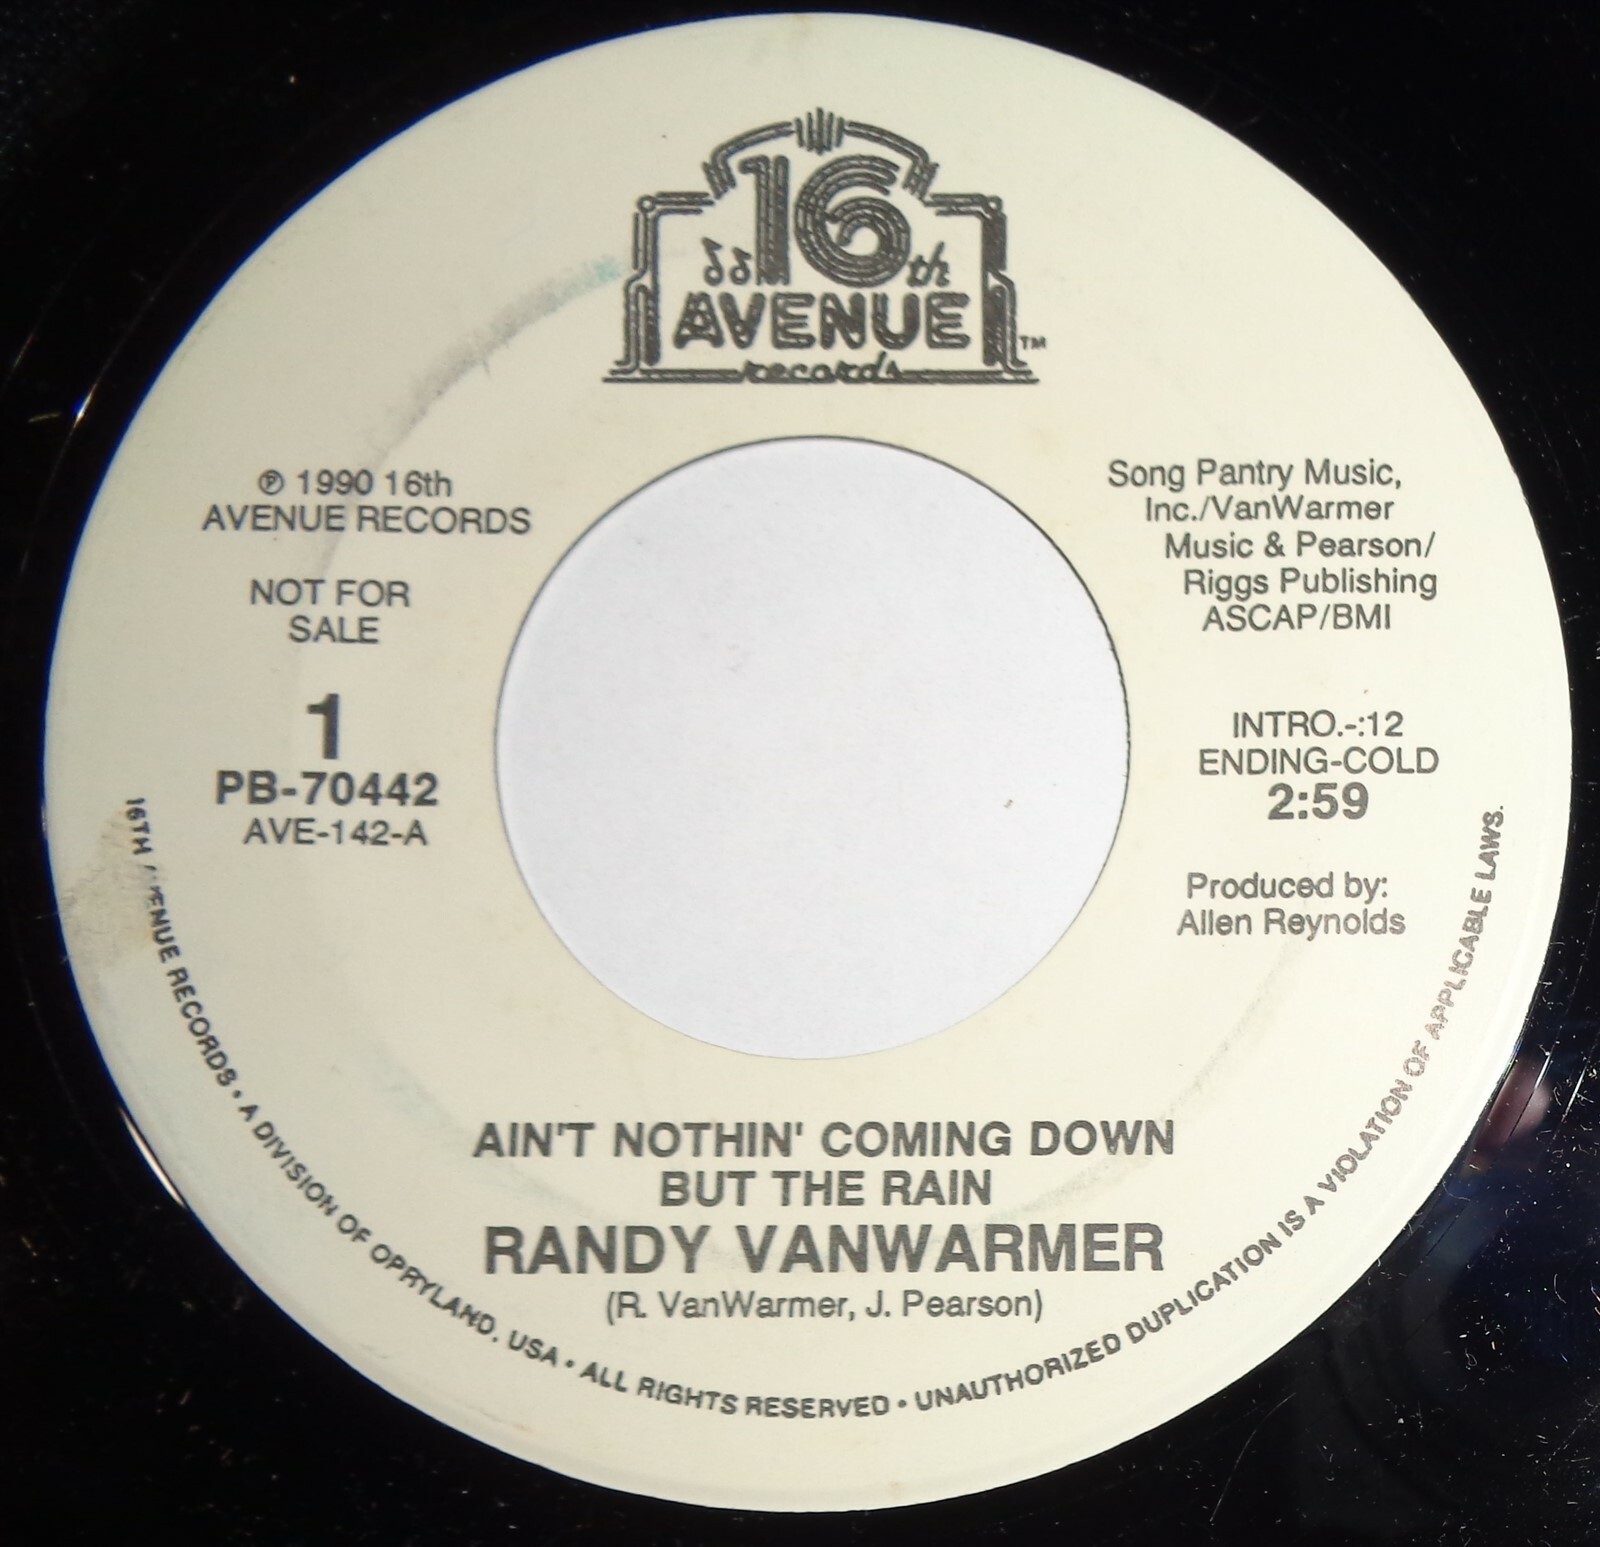 16th
AVENUE
records
TM
℗ 1990 16th
AVENUE RECORDS
NOT FOR
SALE
1
PB-70442
AVE-142-A
Song Pantry Music,
Inc./VanWarmer
Music & Pearson/
Riggs Publishing
ASCAP/BMI
INTRO.-:12
ENDING-COLD
2:59
Produced by:
Allen Reynolds
AIN'T NOTHIN' COMING DOWN
BUT THE RAIN
RANDY VANWARMER
(R. VanWarmer, J. Pearson)
16TH AVENUE RECORDS • A DIVISION OF OPRYLAND, USA • ALL RIGHTS RESERVED • UNAUTHORIZED DUPLICATION IS A VIOLATION OF APPLICABLE LAWS.